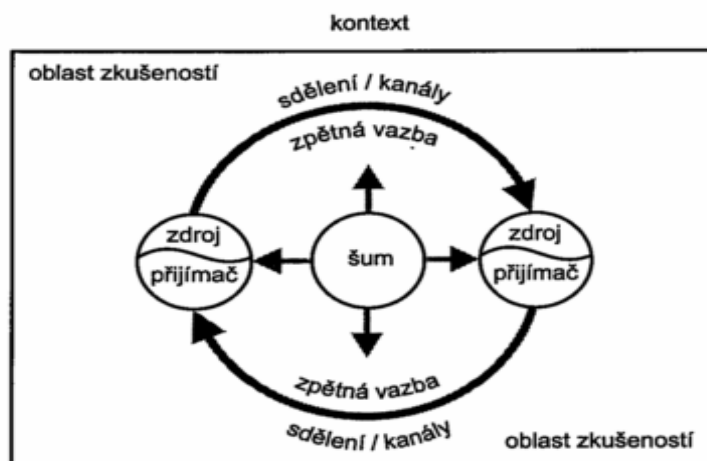 kontext
oblast zkušeností
sdělení / kanály
zpětná vazba
zdroj
přijímač
šum
zdroj
přijímač
zpětná vazba
sdělení / kanály
oblast zkušeností